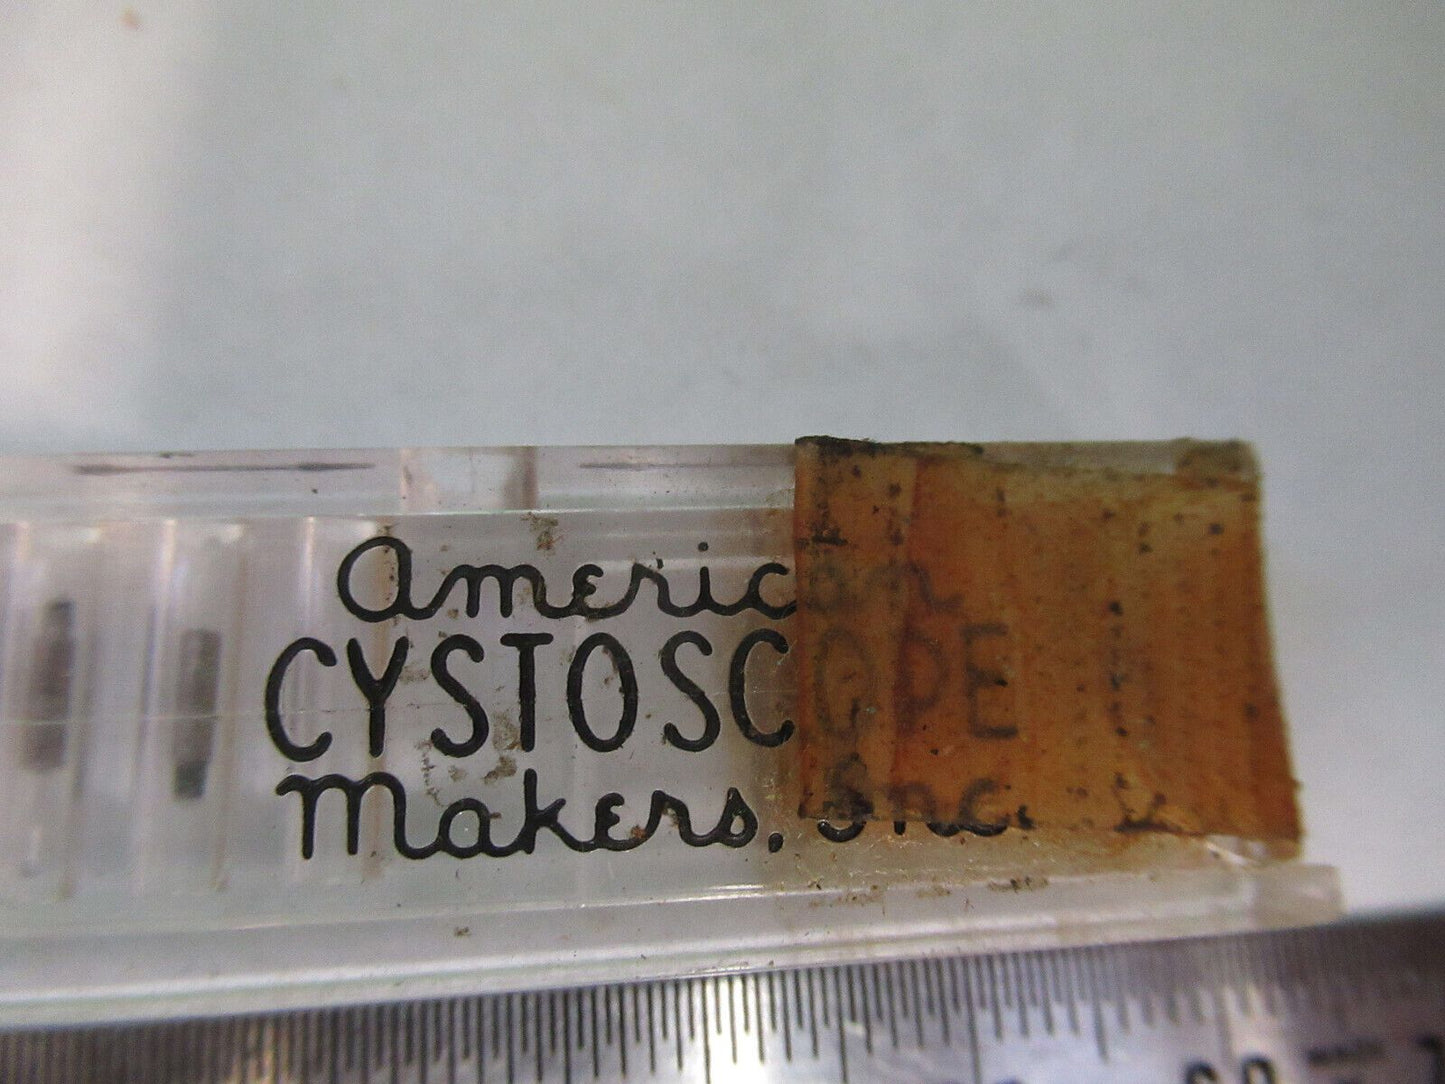 American
CYSTOSCOPE
Makers, Inc.